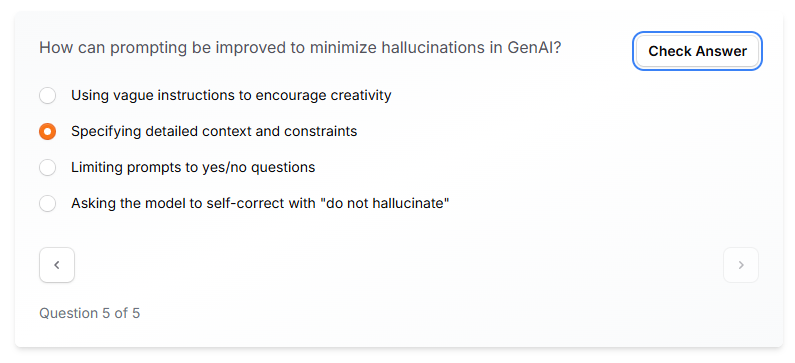 How can prompting be improved to minimize hallucinations in GenAI?
Check Answer
Using vague instructions to encourage creativity
Specifying detailed context and constraints
Limiting prompts to yes/no questions
Asking the model to self-correct with "do not hallucinate"
Question 5 of 5